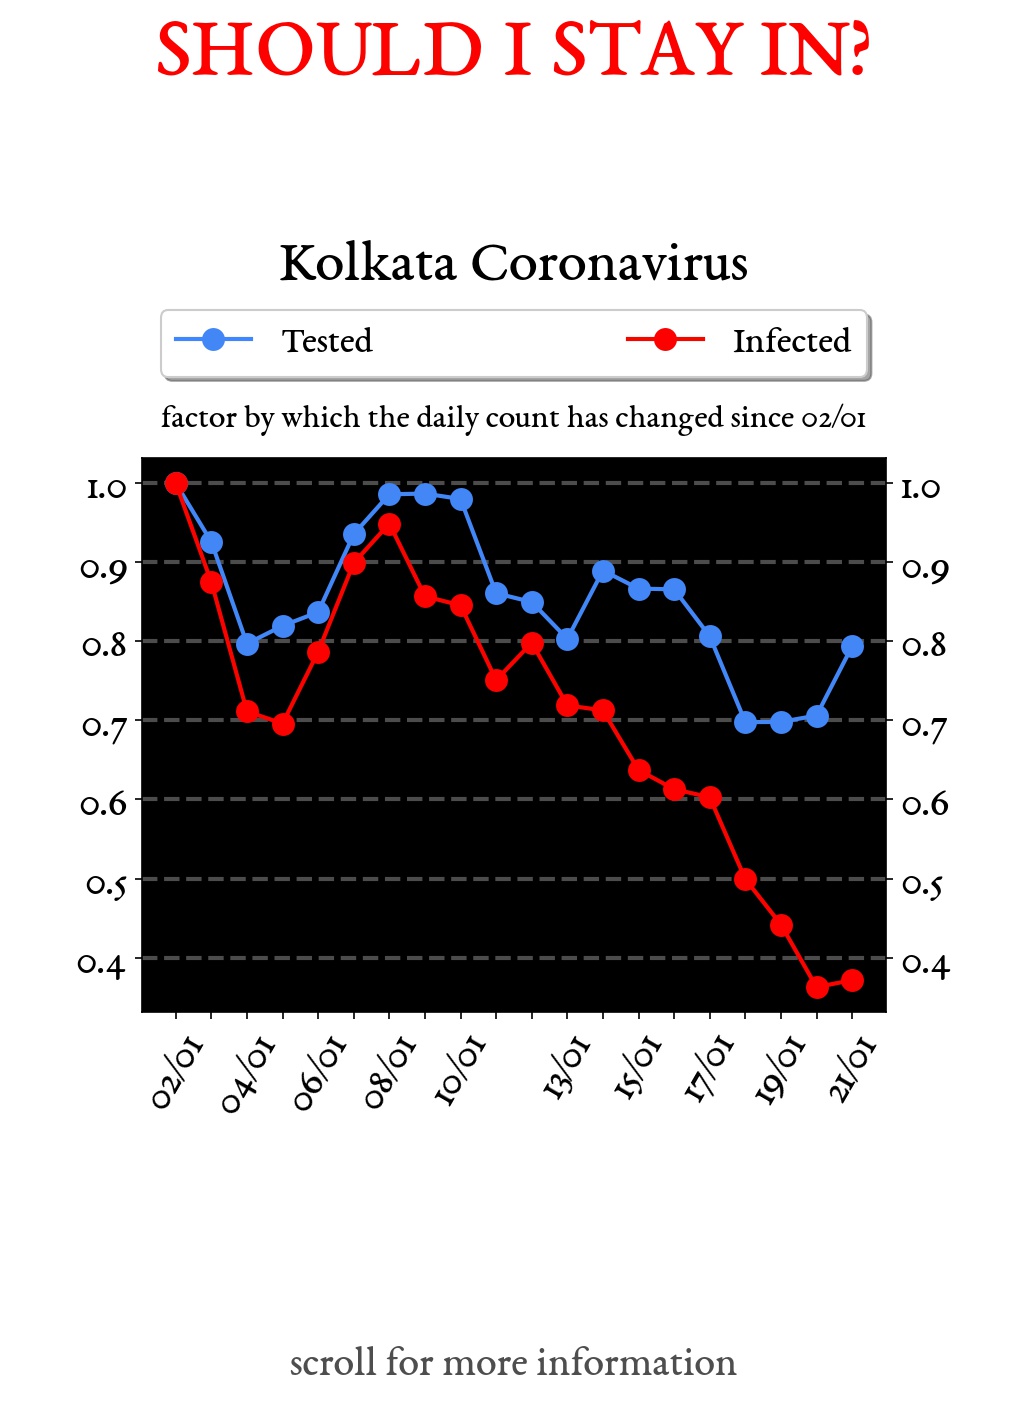 SHOULD I STAY IN?
Kolkata Coronavirus
Tested Infected
factor by which the daily count has changed since 02/01
1.0 1.0
0.9 0.9
0.8 0.8
0.7 0.7
0.6 0.6
0.5 0.5
0.4 0.4
02/01 04/01 06/01 08/01 10/01 13/01 15/01 17/01 19/01 21/01
scroll for more information